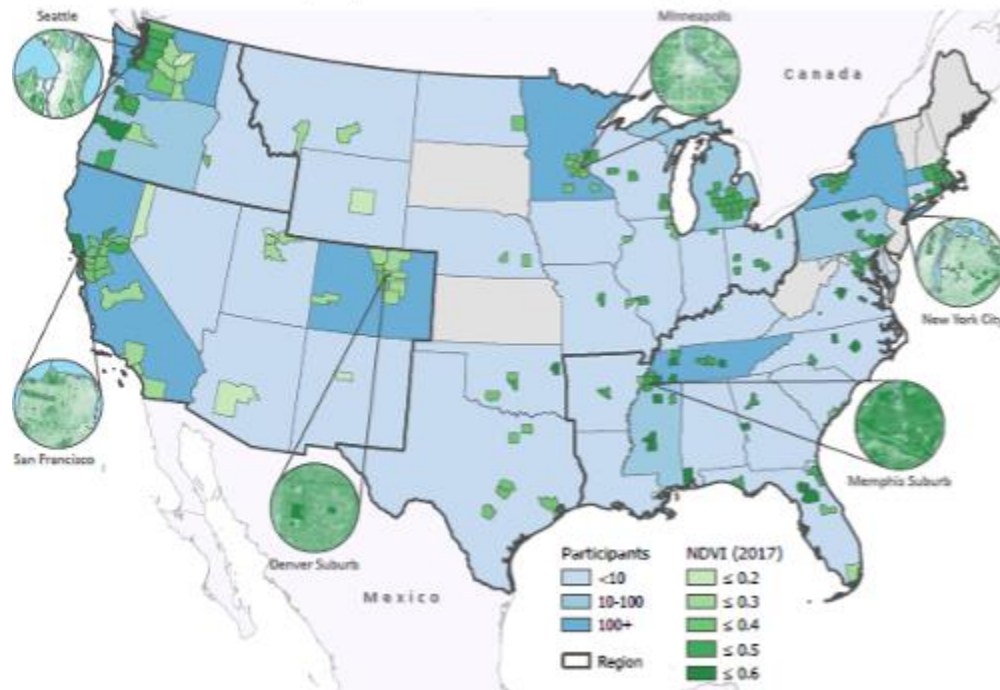 Seattle
Minneapolis
Canada
New York City
San Francisco
Memphis Suburb
Denver Suburb
Mexico
Participants
<10
10-100
100+
Region
NDVI (2017)
≤ 0.2
≤ 0.3
≤ 0.4
≤ 0.5
≤ 0.6